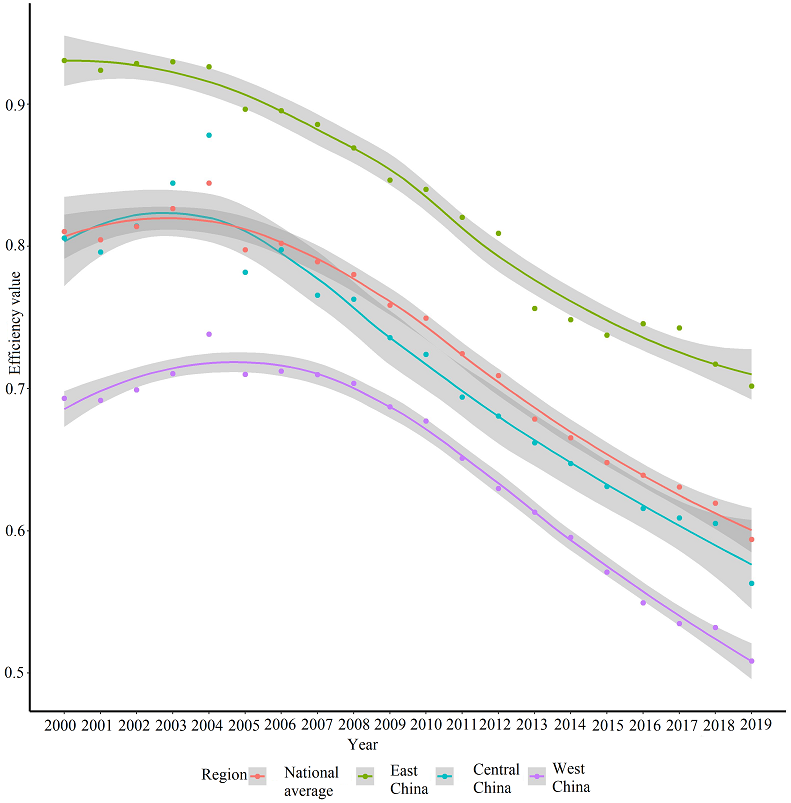 Efficiency value
0.9
0.8
0.7
0.6
0.5
2000 2001 2002 2003 2004 2005 2006 2007 2008 2009 2010 2011 2012 2013 2014 2015 2016 2017 2018 2019
Year
Region National average East China Central China West China